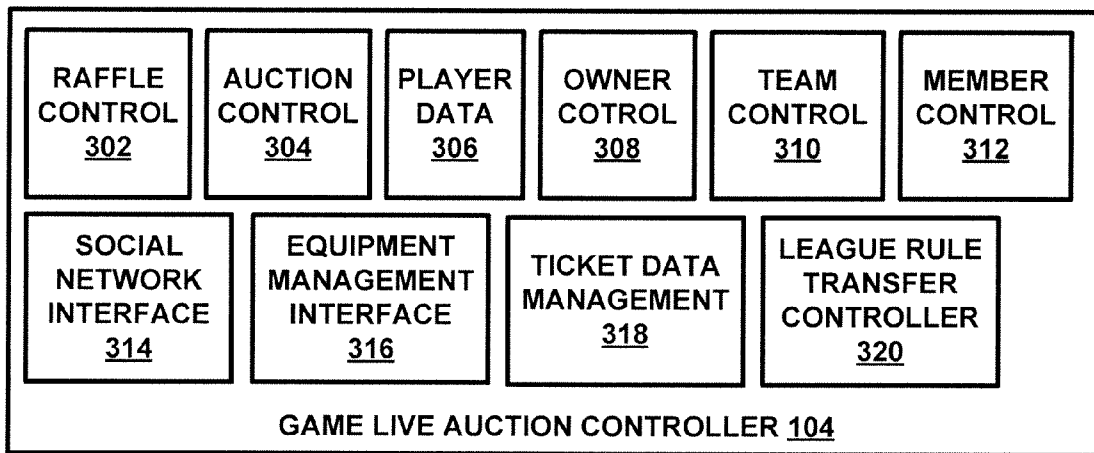 RAFFLE
CONTROL
302
AUCTION
CONTROL
304
PLAYER
DATA
306
OWNER
COTROL
308
TEAM
CONTROL
310
MEMBER
CONTROL
312
SOCIAL
NETWORK
INTERFACE
314
EQUIPMENT
MANAGEMENT
INTERFACE
316
TICKET DATA
MANAGEMENT
318
LEAGUE RULE
TRANSFER
CONTROLLER
320
GAME LIVE AUCTION CONTROLLER 104